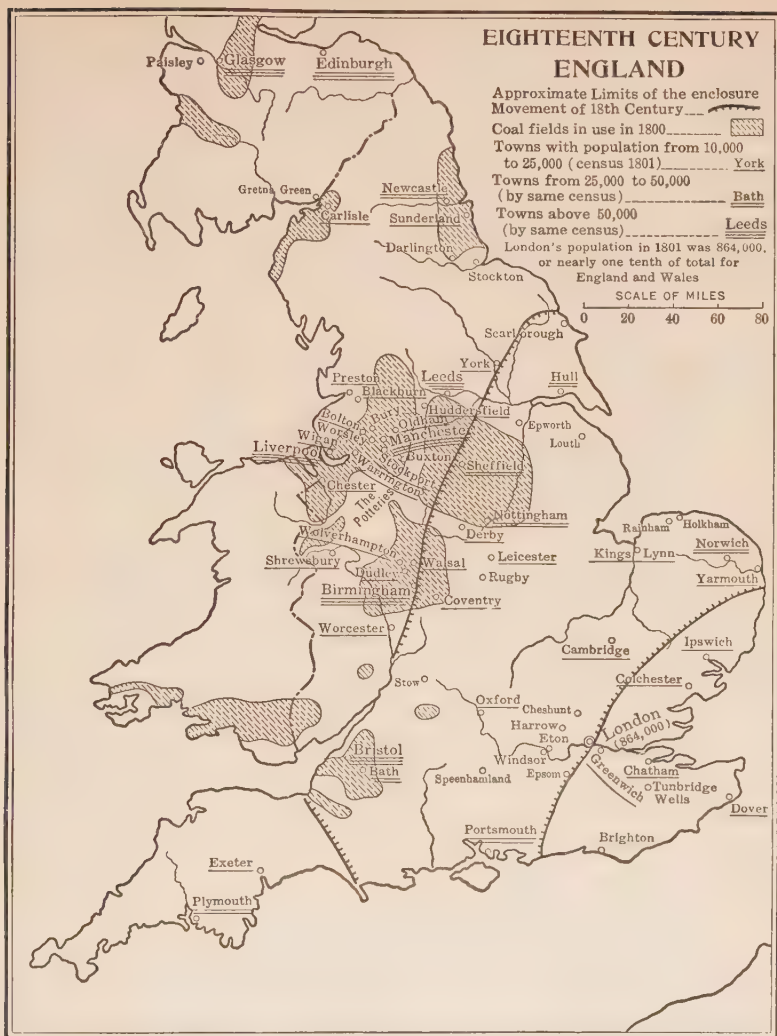 EIGHTEENTH CENTURY
ENGLAND
Approximate Limits of the enclosure
Movement of 18th Century
Coal fields in use in 1800
Towns with population from 10,000
to 25,000 (census 1801) York
Towns from 25,000 to 50,000
(by same census) Bath
Towns above 50,000
(by same census) Leeds
London's population in 1801 was 864,000,
or nearly one tenth of total for
England and Wales
SCALE OF MILES
0 20 40 60 80
Paisley
Glasgow
Edinburgh
Gretna Green
Carlisle
Newcastle
Sunderland
Darlington
Stockton
Scarborough
York
Hull
Preston
Blackburn
Leeds
Huddersfield
Bolton
Bury
Oldham
Worsley
Manchester
Wigan
Liverpool
Stockport
Warrington
Buxton
Sheffield
Epworth
Louth
Chester
The
Potteries
Nottingham
Derby
Wolverhampton
Shrewsbury
Dudley
Walsal
Birmingham
Coventry
Leicester
Rugby
Rainham
Holkham
Kings Lynn
Norwich
Yarmouth
Worcester
Cambridge
Ipswich
Colchester
Stow
Oxford
Cheshunt
Harrow
Eton
Windsor
London
(864,000)
Greenwich
Chatham
Tunbridge
Wells
Dover
Epsom
Speenhamland
Bristol
Bath
Portsmouth
Brighton
Exeter
Plymouth